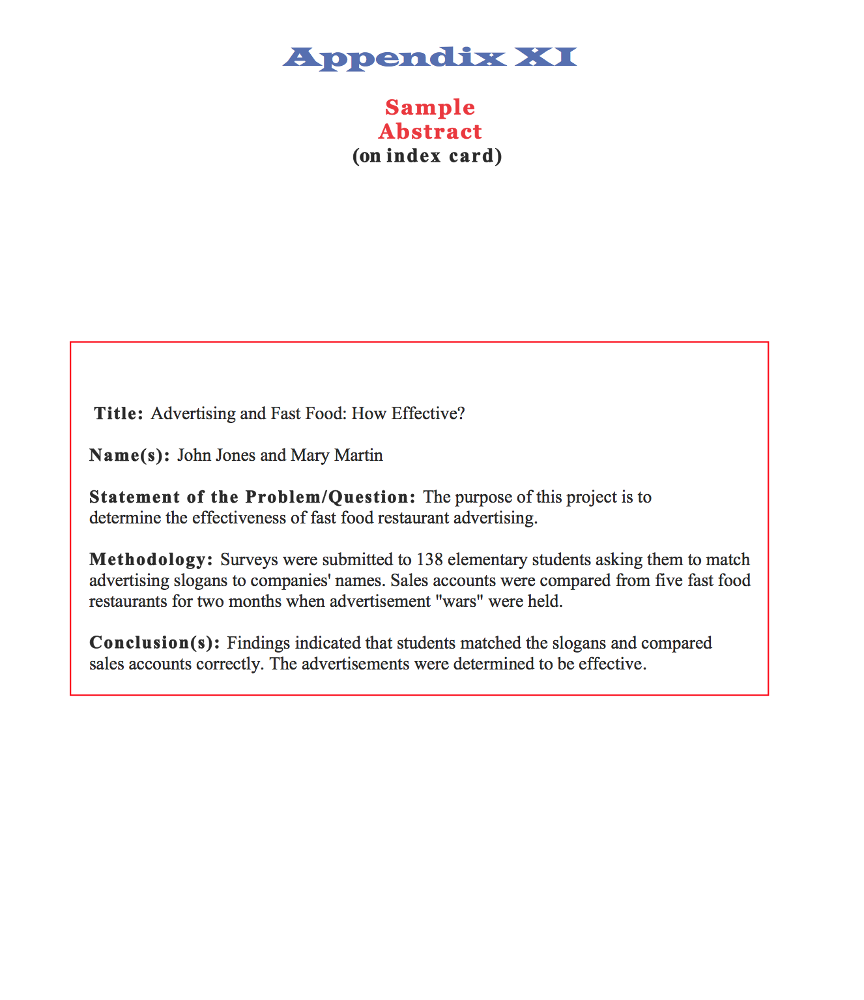 Appendix XI
Sample
Abstract
(on index card)
Title: Advertising and Fast Food: How Effective?
Name(s): John Jones and Mary Martin
Statement of the Problem/Question: The purpose of this project is to
determine the effectiveness of fast food restaurant advertising.
Methodology: Surveys were submitted to 138 elementary students asking them to match
advertising slogans to companies' names. Sales accounts were compared from five fast food
restaurants for two months when advertisement "wars" were held.
Conclusion(s): Findings indicated that students matched the slogans and compared
sales accounts correctly. The advertisements were determined to be effective.